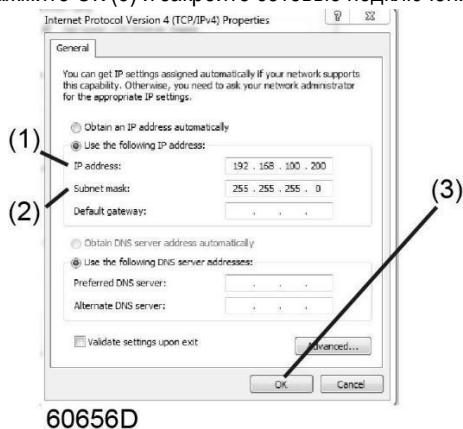 Internet Protocol Version 4 (TCP/IPv4) Properties
General
You can get IP settings assigned automatically if your network supports
this capability. Otherwise, you need to ask your network administrator
for the appropriate IP settings.
Obtain an IP address automatically
(1)
Use the following IP address:
IP address: 192 . 168 . 100 . 200
Subnet mask: 255 . 255 . 255 . 0
(2)
(3)
Default gateway: . . .
Obtain DNS server address automatically
Use the following DNS server addresses:
Preferred DNS server: . . .
Alternate DNS server: . . .
Validate settings upon exit
Advanced...
OK Cancel
60656D